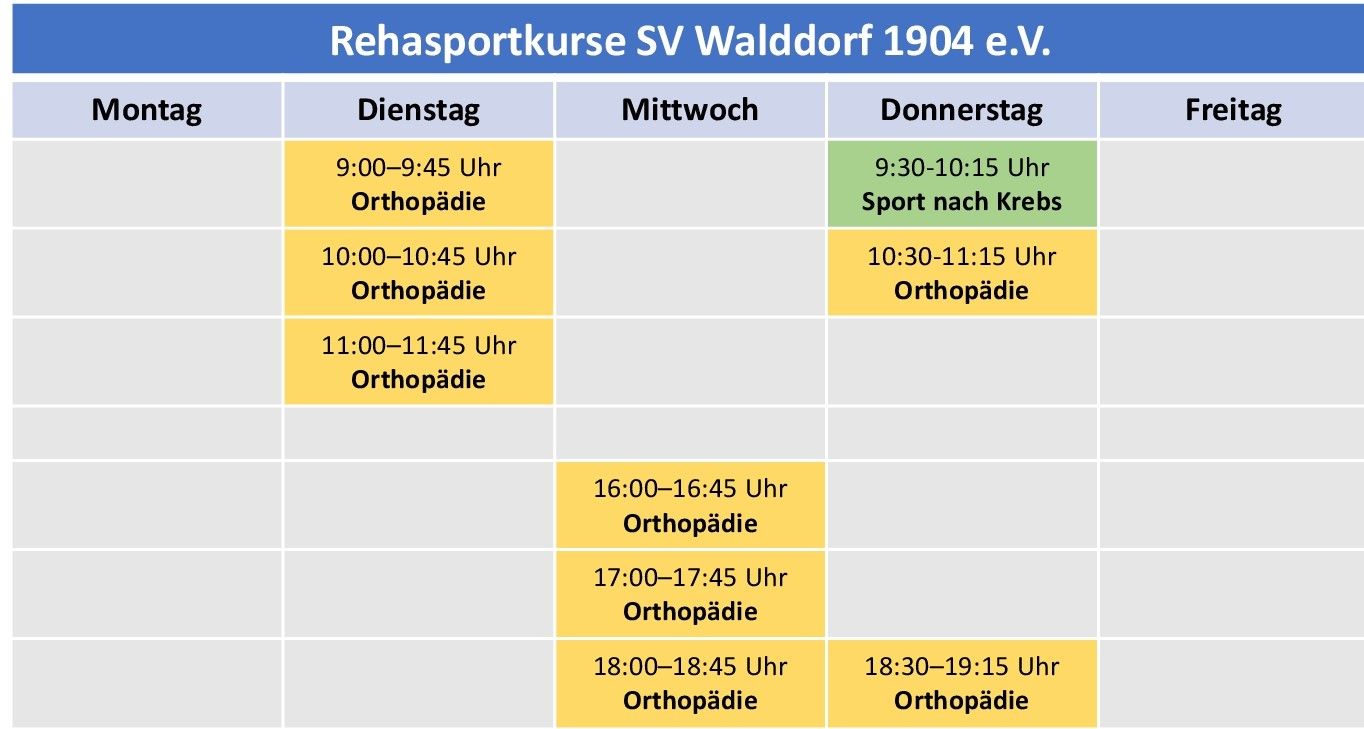 Rehasportkurse SV Walddorf 1904 e.V.
Montag
Dienstag
Mittwoch
Donnerstag
Freitag
9:00–9:45 Uhr
Orthopädie
9:30-10:15 Uhr
Sport nach Krebs
10:00–10:45 Uhr
Orthopädie
10:30-11:15 Uhr
Orthopädie
11:00–11:45 Uhr
Orthopädie
16:00–16:45 Uhr
Orthopädie
17:00–17:45 Uhr
Orthopädie
18:00–18:45 Uhr
Orthopädie
18:30–19:15 Uhr
Orthopädie